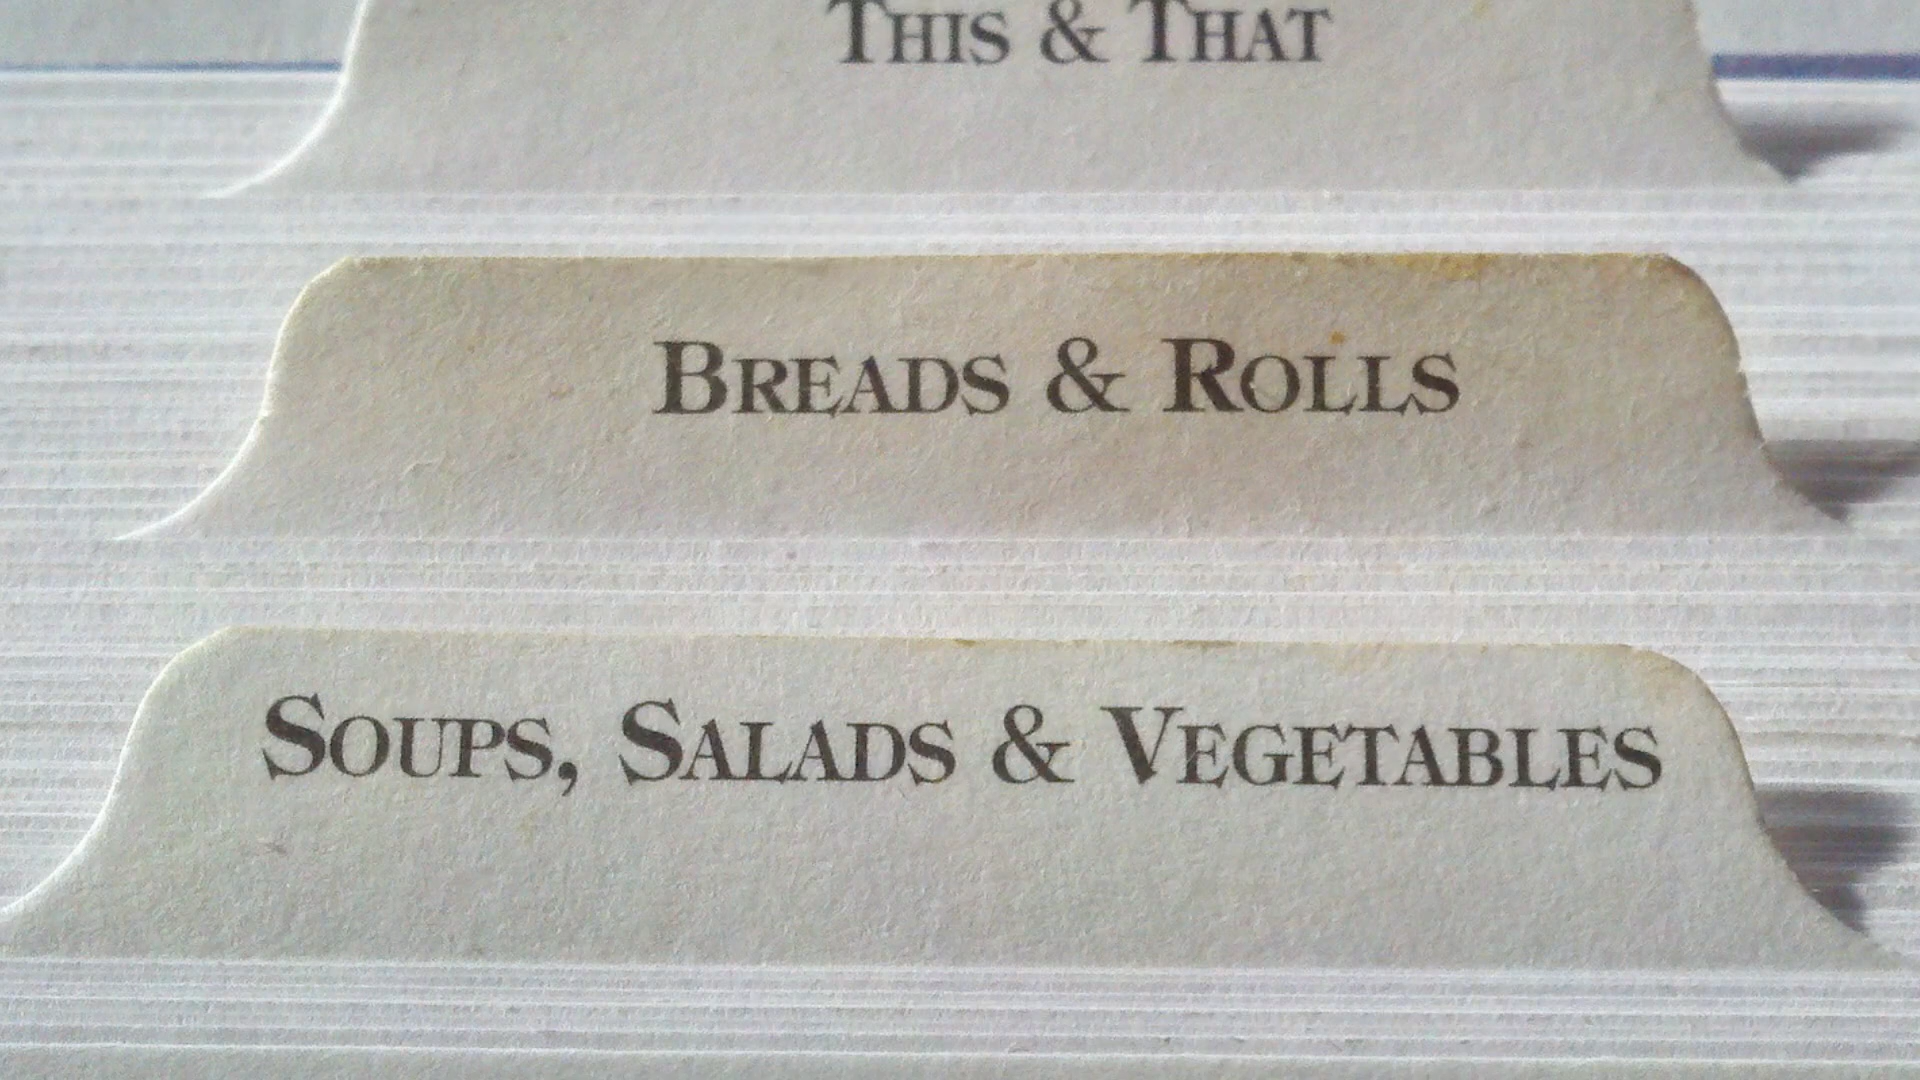 THIS & THAT
BREADS & ROLLS
SOUPS, SALADS & VEGETABLES